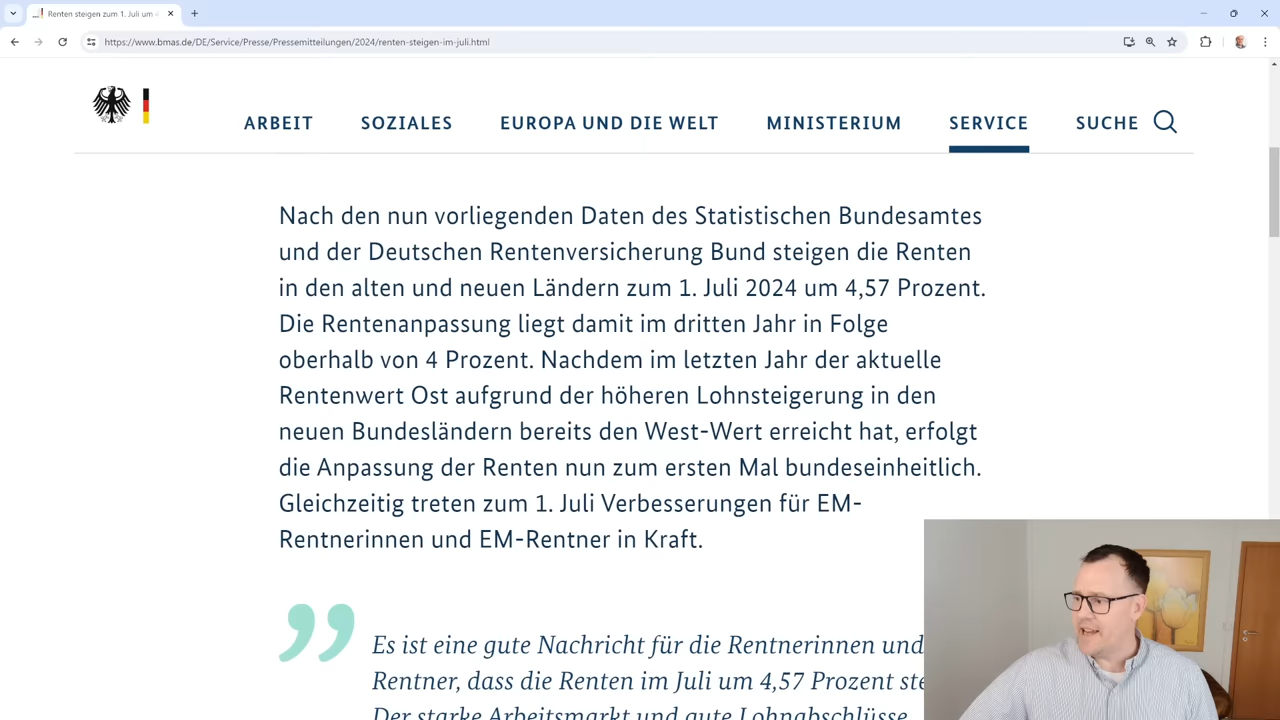 Renten steigen zum 1. Juli um
https://www.bmas.de/DE/Service/Presse/Pressemitteilungen/2024/renten-steigen-im-juli.html
ARBEIT SOZIALES EUROPA UND DIE WELT MINISTERIUM SERVICE SUCHE
Nach den nun vorliegenden Daten des Statistischen Bundesamtes
und der Deutschen Rentenversicherung Bund steigen die Renten
in den alten und neuen Ländern zum 1. Juli 2024 um 4,57 Prozent.
Die Rentenanpassung liegt damit im dritten Jahr in Folge
oberhalb von 4 Prozent. Nachdem im letzten Jahr der aktuelle
Rentenwert Ost aufgrund der höheren Lohnsteigerung in den
neuen Bundesländern bereits den West-Wert erreicht hat, erfolgt
die Anpassung der Renten nun zum ersten Mal bundeseinheitlich.
Gleichzeitig treten zum 1. Juli Verbesserungen für EM-
Rentnerinnen und EM-Rentner in Kraft.
Es ist eine gute Nachricht für die Rentnerinnen und
Rentner, dass die Renten im Juli um 4,57 Prozent
Der starke Arbeitsmarkt und gute Lohnabschlüsse